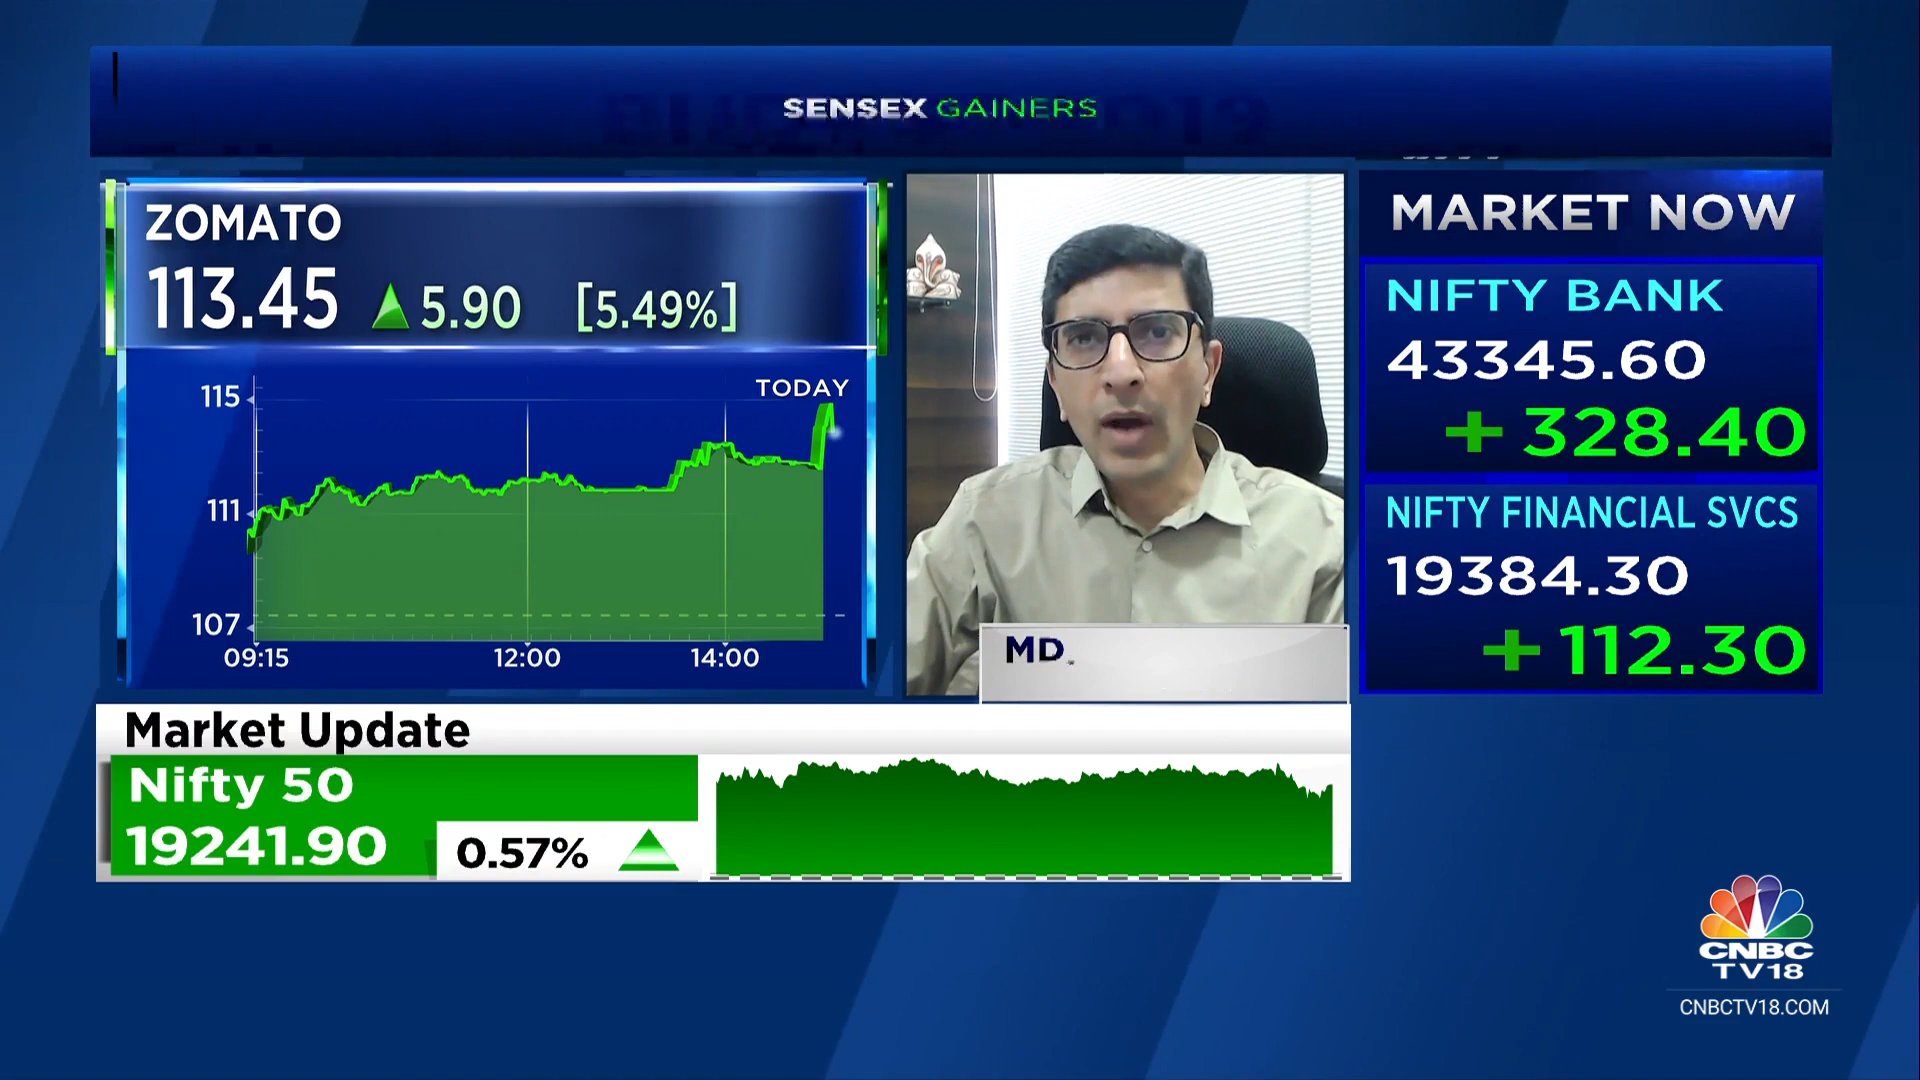 SENSEX GAINERS
ZOMATO
113.45 ▲ 5.90 [5.49%]
TODAY
115
111
107
09:15 12:00 14:00
MD
MARKET NOW
NIFTY BANK
43345.60
+ 328.40
NIFTY FINANCIAL SVCS
19384.30
+ 112.30
Market Update
Nifty 50
19241.90
0.57%
CNBC
TV18
CNBCTV18.COM